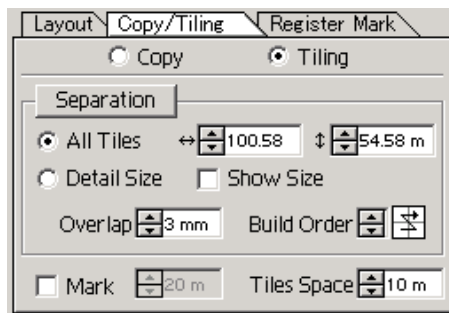 Layout Copy/Tiling Register Mark
Copy Tiling
Separation
All Tiles 100.58 54.58 m
Detail Size Show Size
Overlap 3 mm Build Order
Mark 20 m Tiles Space 10 m